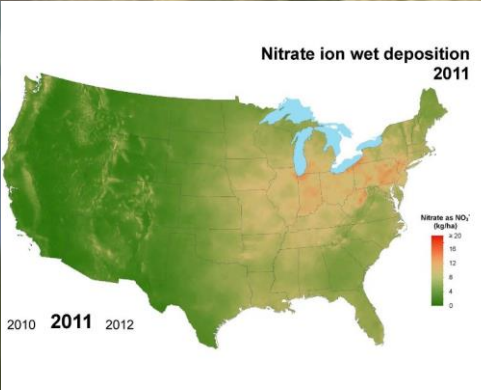 Nitrate ion wet deposition
2011
Nitrate as NO₃⁻
(kg/ha)
≥ 20
16
12
8
4
0
2010 2011 2012